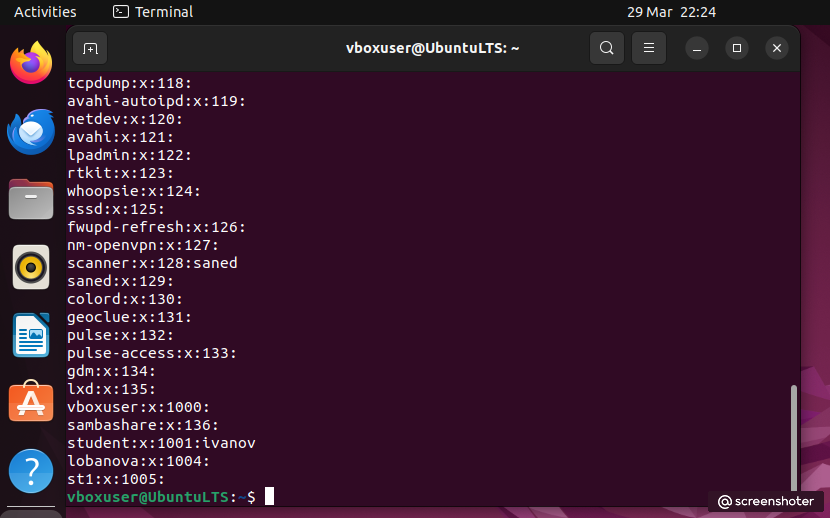 Activities
Terminal
29 Mar 22:24
vboxuser@UbuntuLTS: ~
tcpdump:x:118:
avahi-autoipd:x:119:
netdev:x:120:
avahi:x:121:
lpadmin:x:122:
rtkit:x:123:
whoopsie:x:124:
sssd:x:125:
fwupd-refresh:x:126:
nm-openvpn:x:127:
scanner:x:128:saned
saned:x:129:
colord:x:130:
geoclue:x:131:
pulse:x:132:
pulse-access:x:133:
gdm:x:134:
lxd:x:135:
vboxuser:x:1000:
sambashare:x:136:
student:x:1001:ivanov
lobanova:x:1004:
st1:x:1005:
vboxuser@UbuntuLTS:~$
screenshoter